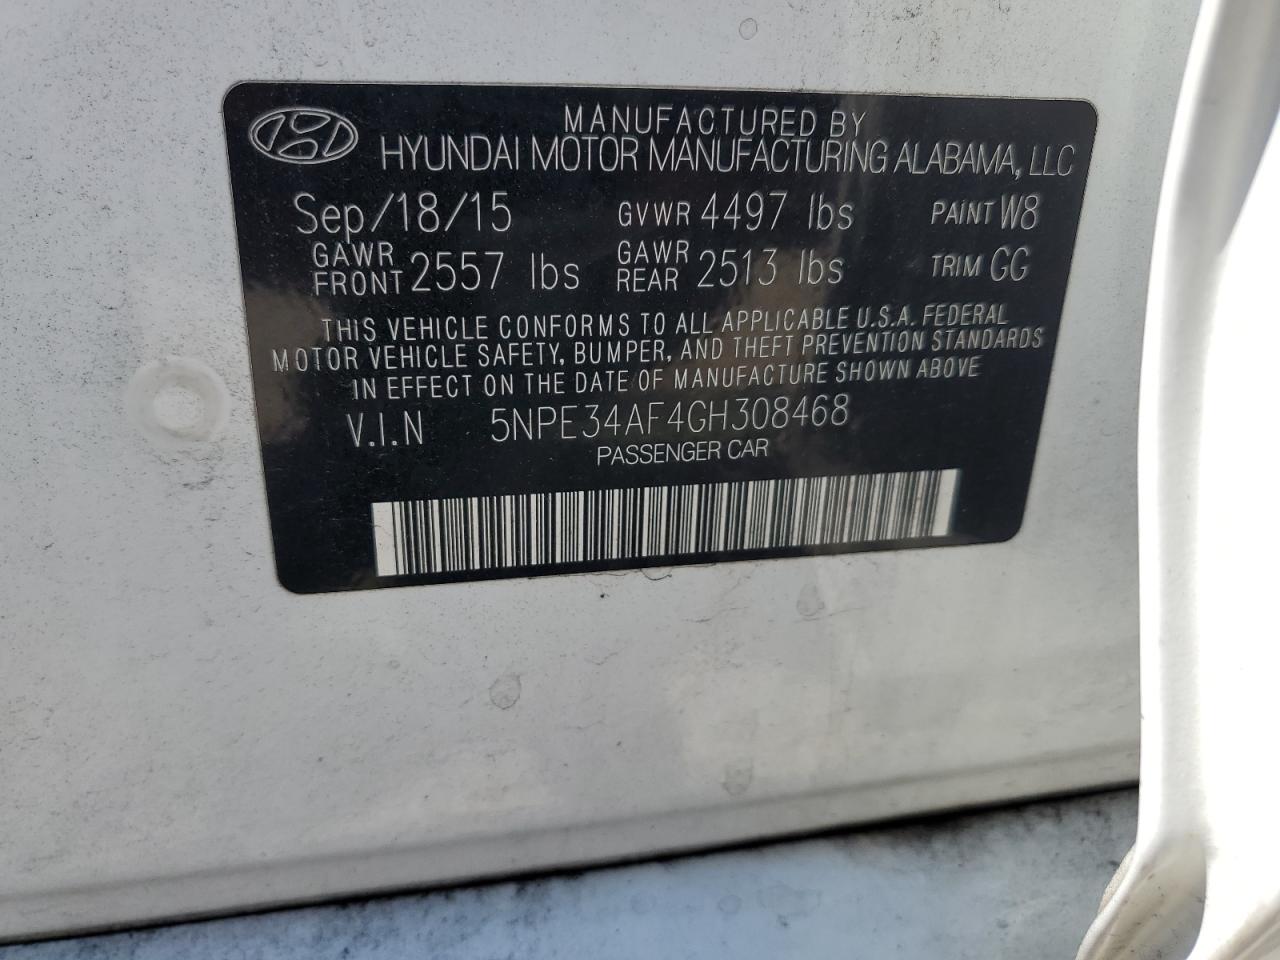 MANUFACTURED BY
HYUNDAI MOTOR MANUFACTURING ALABAMA, LLC
Sep/18/15 GVWR 4497 lbs PAINT W8
GAWR FRONT 2557 lbs GAWR REAR 2513 lbs TRIM GG
THIS VEHICLE CONFORMS TO ALL APPLICABLE U.S.A. FEDERAL
MOTOR VEHICLE SAFETY, BUMPER, AND THEFT PREVENTION STANDARDS
IN EFFECT ON THE DATE OF MANUFACTURE SHOWN ABOVE
V.I.N 5NPE34AF4GH308468
PASSENGER CAR